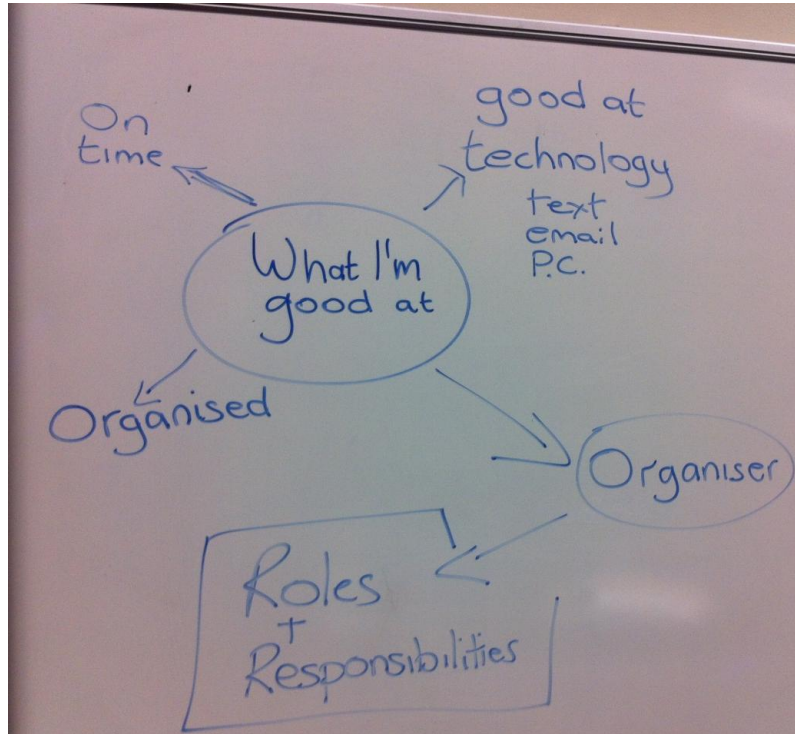 On
time
good at
technology
text
email
P.C.
What I'm
good at
Organised
Organiser
Roles
+
Responsibilities